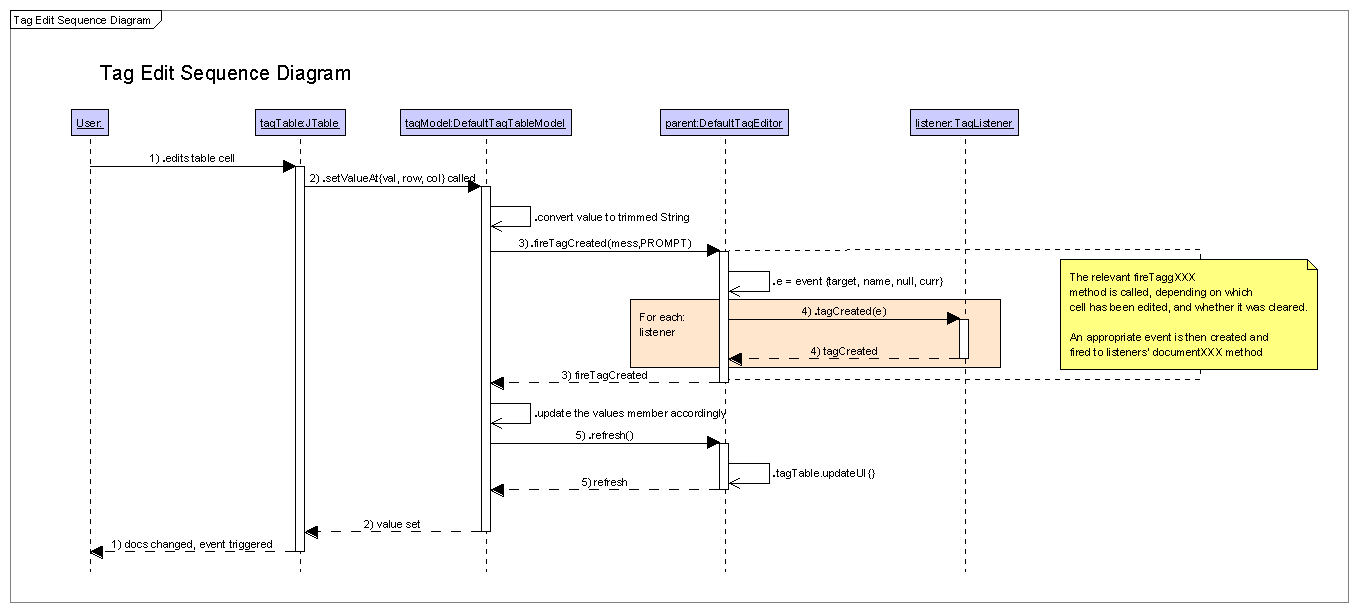 Tag Edit Sequence Diagram
Tag Edit Sequence Diagram
User:
tagTable:JTable
tagModel:DefaultTagTableModel
parent:DefaultTagEditor
listener:TagListener
1) .edits table cell
2) .setValueAt{val, row, col} called
.convert value to trimmed String
3) .fireTagCreated(mess,PROMPT)
The relevant fireTaggXXX
method is called, depending on which
cell has been edited, and whether it was cleared.
An appropriate event is then created and
fired to listeners' documentXXX method
.e = event {target, name, null, curr}
For each:
listener
4) .tagCreated(e)
4) tagCreated
3) fireTagCreated
.update the values member accordingly
5) .refresh()
.tagTable.updateUI{}
5) refresh
2) value set
1) docs changed, event triggered